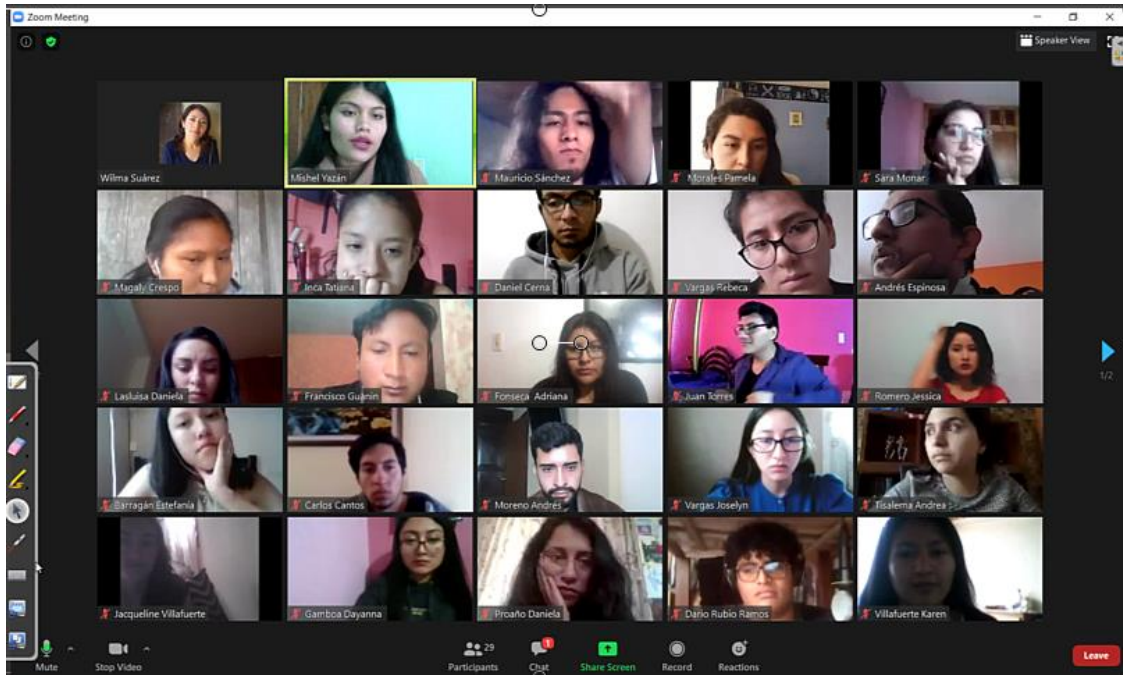 Zoom Meeting
Speaker View
Wilma Suárez
Mishel Yazán
Mauricio Sánchez
Morales Pamela
Sara Monar
Magaly Crespo
Inca Tatiana
Daniel Cerna
Vargas Rebeca
Andrés Espinosa
Lasluisa Daniela
Francisco Guanin
Fonseca Adriana
Juan Torres
Romero Jessica
Barragán Estefanía
Carlos Cantos
Moreno Andrés
Vargas Joselyn
Tisalema Andrea
Jacqueline Villafuerte
Gamboa Dayanna
Proaño Daniela
Dario Rubio Ramos
Villafuerte Karen
1/2
Mute
Stop Video
29
Participants
1
Chat
Share Screen
Record
Reactions
Leave